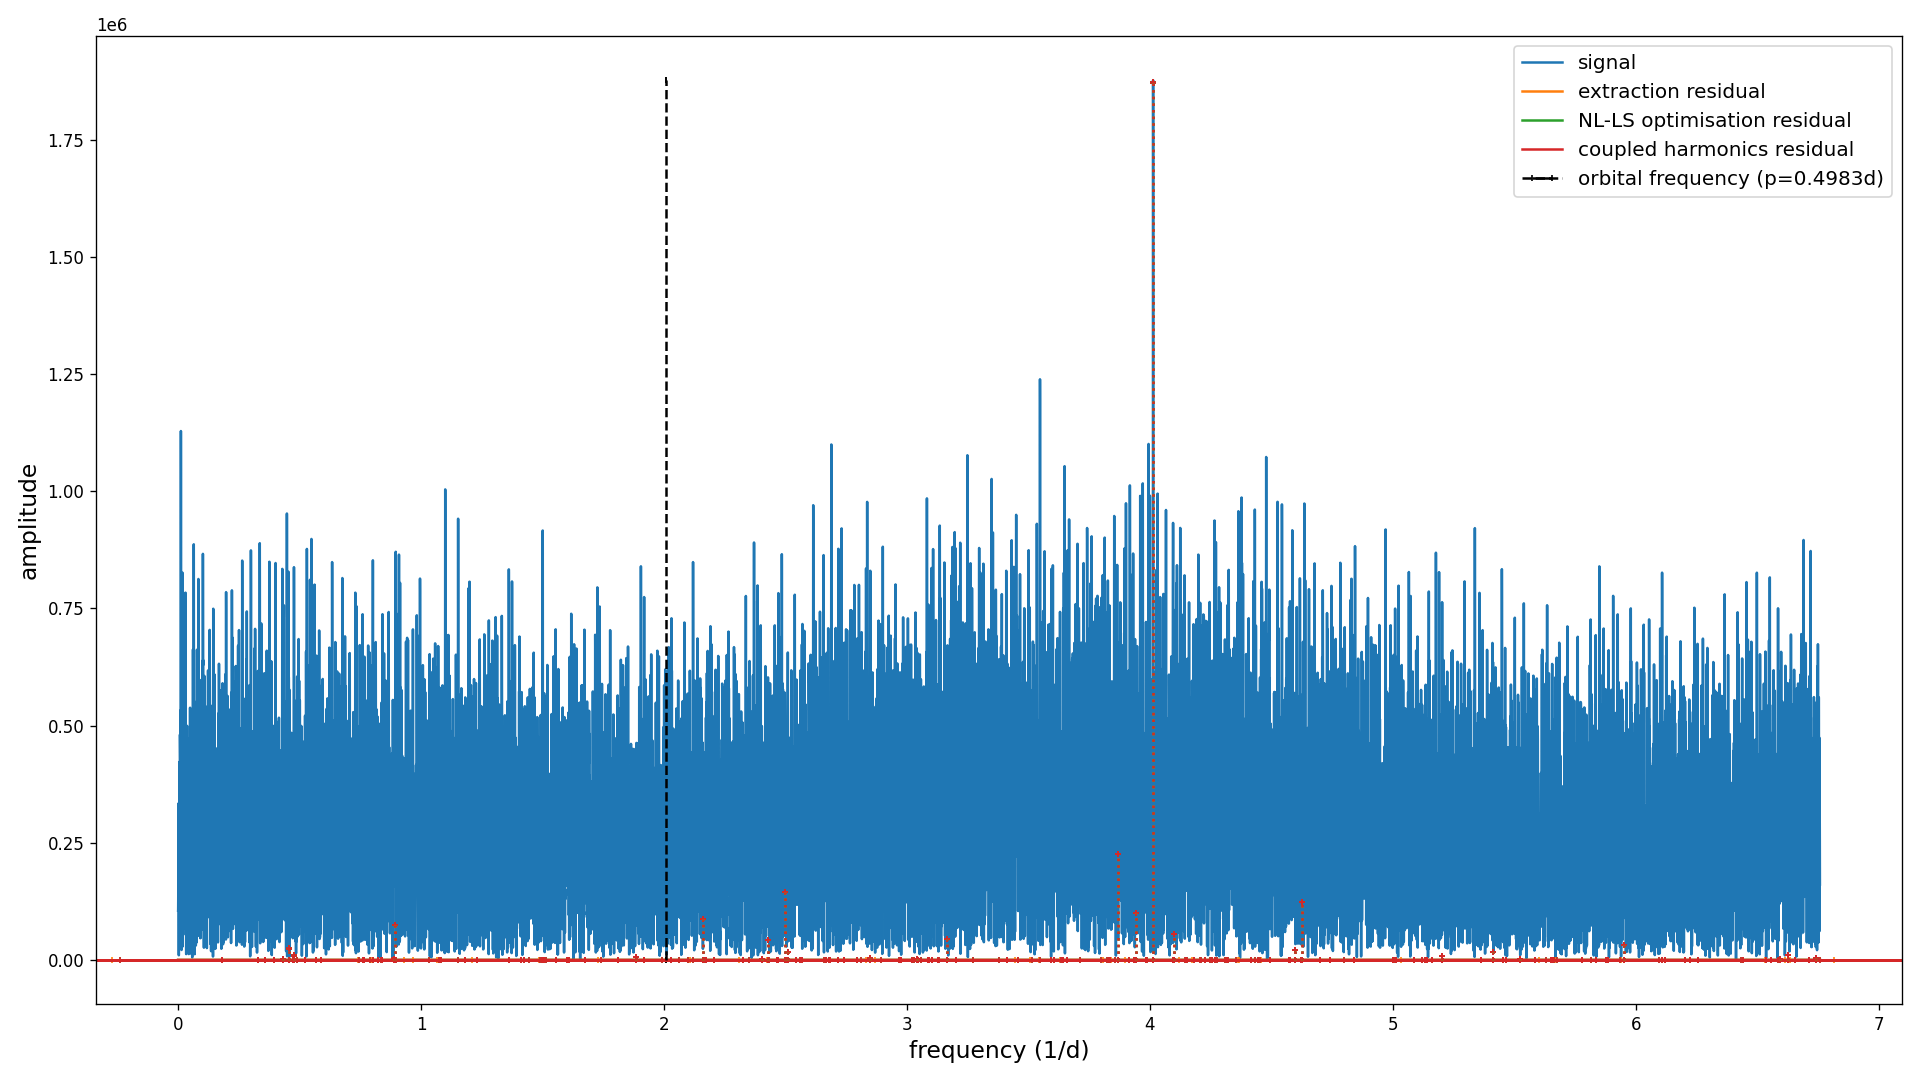 1e6
signal
extraction residual
NL-LS optimisation residual
coupled harmonics residual
orbital frequency (p=0.4983d)
1.75
1.50
1.25
1.00
0.75
0.50
0.25
0.00
amplitude
0 1 2 3 4 5 6 7
frequency (1/d)